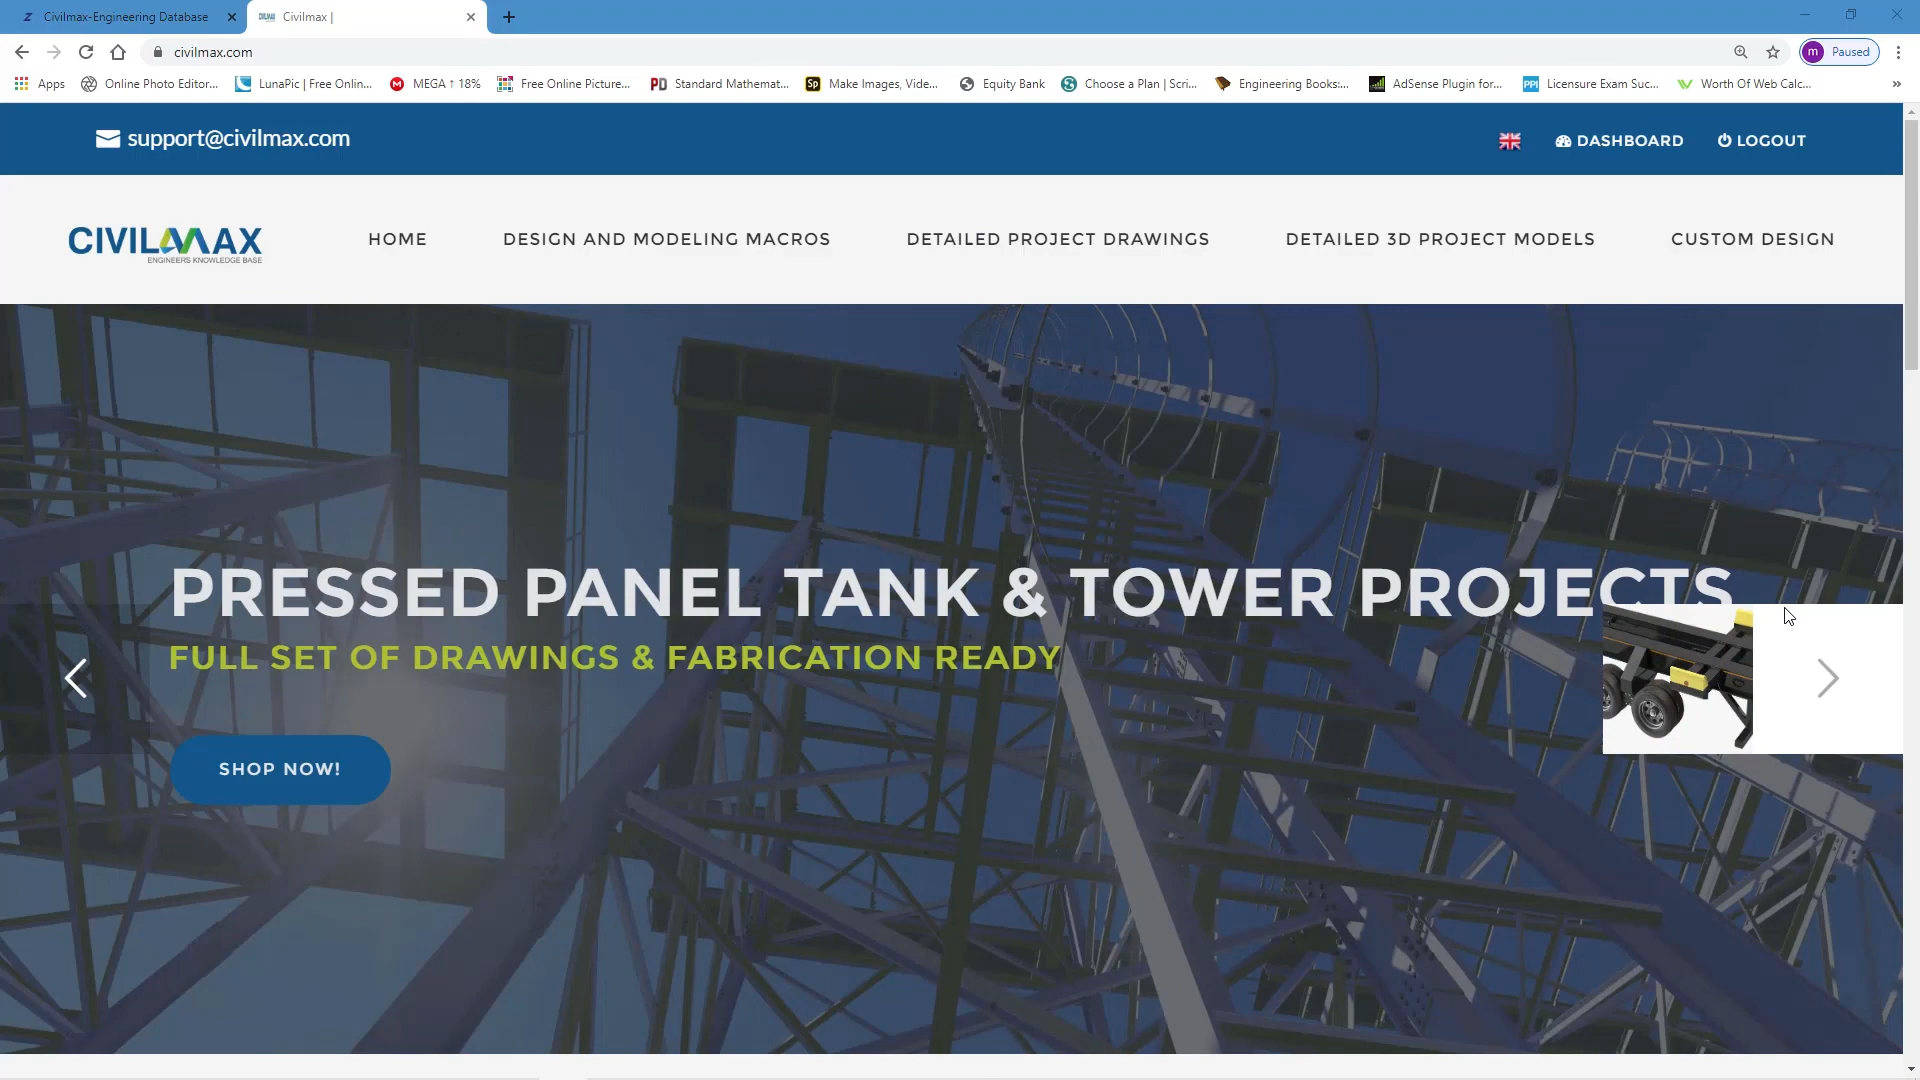 Civilmax-Engineering Database
Civilmax |
civilmax.com
m Paused
Apps
Online Photo Editor...
LunaPic | Free Onlin...
MEGA ↑ 18%
Free Online Picture...
PD Standard Mathemat...
Sp Make Images, Vide...
Equity Bank
Choose a Plan | Scri...
Engineering Books:...
AdSense Plugin for...
PPI Licensure Exam Suc...
Worth Of Web Calc...
»
support@civilmax.com
DASHBOARD
LOGOUT
CIVILMAX
ENGINEERS KNOWLEDGE BASE
HOME
DESIGN AND MODELING MACROS
DETAILED PROJECT DRAWINGS
DETAILED 3D PROJECT MODELS
CUSTOM DESIGN
PRESSED PANEL TANK & TOWER PROJECTS
FULL SET OF DRAWINGS & FABRICATION READY
SHOP NOW!